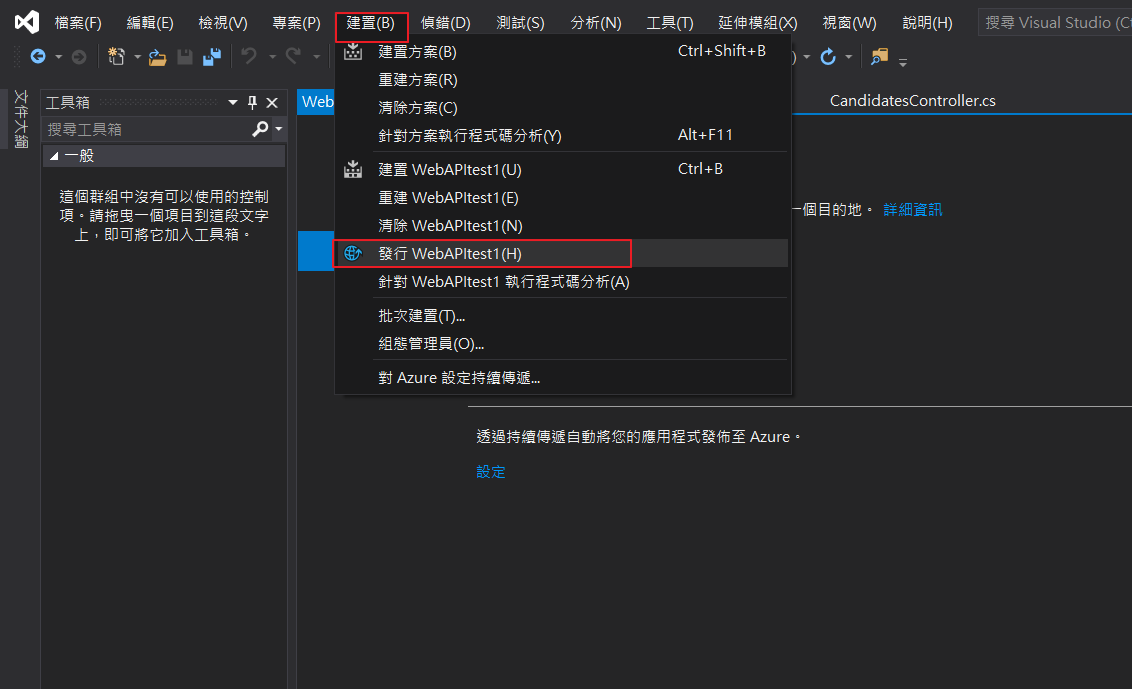 檔案(F) 編輯(E) 檢視(V) 專案(P) 建置(B) 偵錯(D) 測試(S) 分析(N) 工具(T) 延伸模組(X) 視窗(W) 說明(H) 搜尋 Visual Studio (C
文件大綱
工具箱
搜尋工具箱
一般
這個群組中沒有可以使用的控制
項。請拖曳一個項目到這段文字
上，即可將它加入工具箱。
Web
建置方案(B) Ctrl+Shift+B
重建方案(R)
清除方案(C)
針對方案執行程式碼分析(Y) Alt+F11
建置 WebAPItest1(U) Ctrl+B
重建 WebAPItest1(E)
清除 WebAPItest1(N)
發行 WebAPItest1(H)
針對 WebAPItest1 執行程式碼分析(A)
批次建置(T)...
組態管理員(O)...
對 Azure 設定持續傳遞...
)
CandidatesController.cs
一個目的地。 詳細資訊
透過持續傳遞自動將您的應用程式發佈至 Azure。
設定